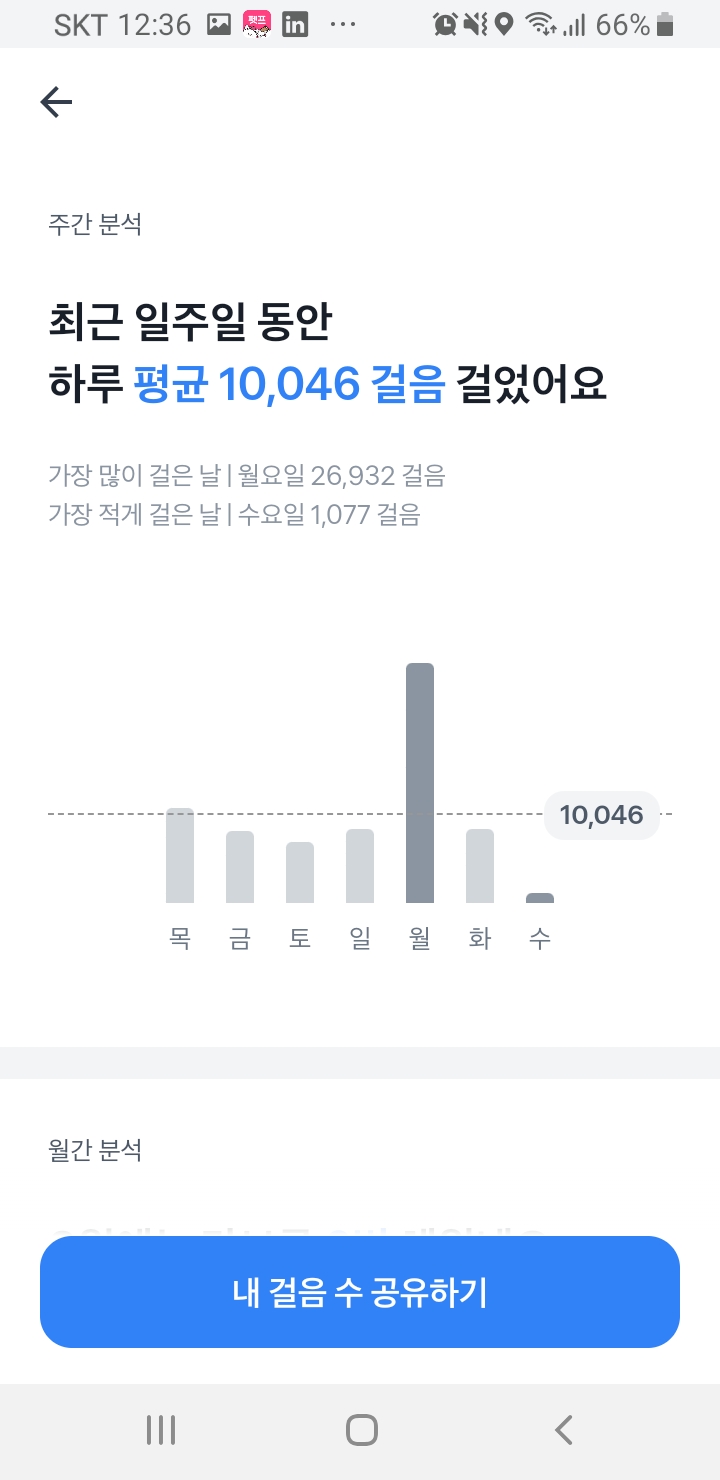 SKT 12:36
펫프
in
66%
주간 분석
최근 일주일 동안
하루 평균 10,046 걸음 걸었어요
가장 많이 걸은 날 | 월요일 26,932 걸음
가장 적게 걸은 날 | 수요일 1,077 걸음
10,046
목 금 토 일 월 화 수
월간 분석
내 걸음 수 공유하기